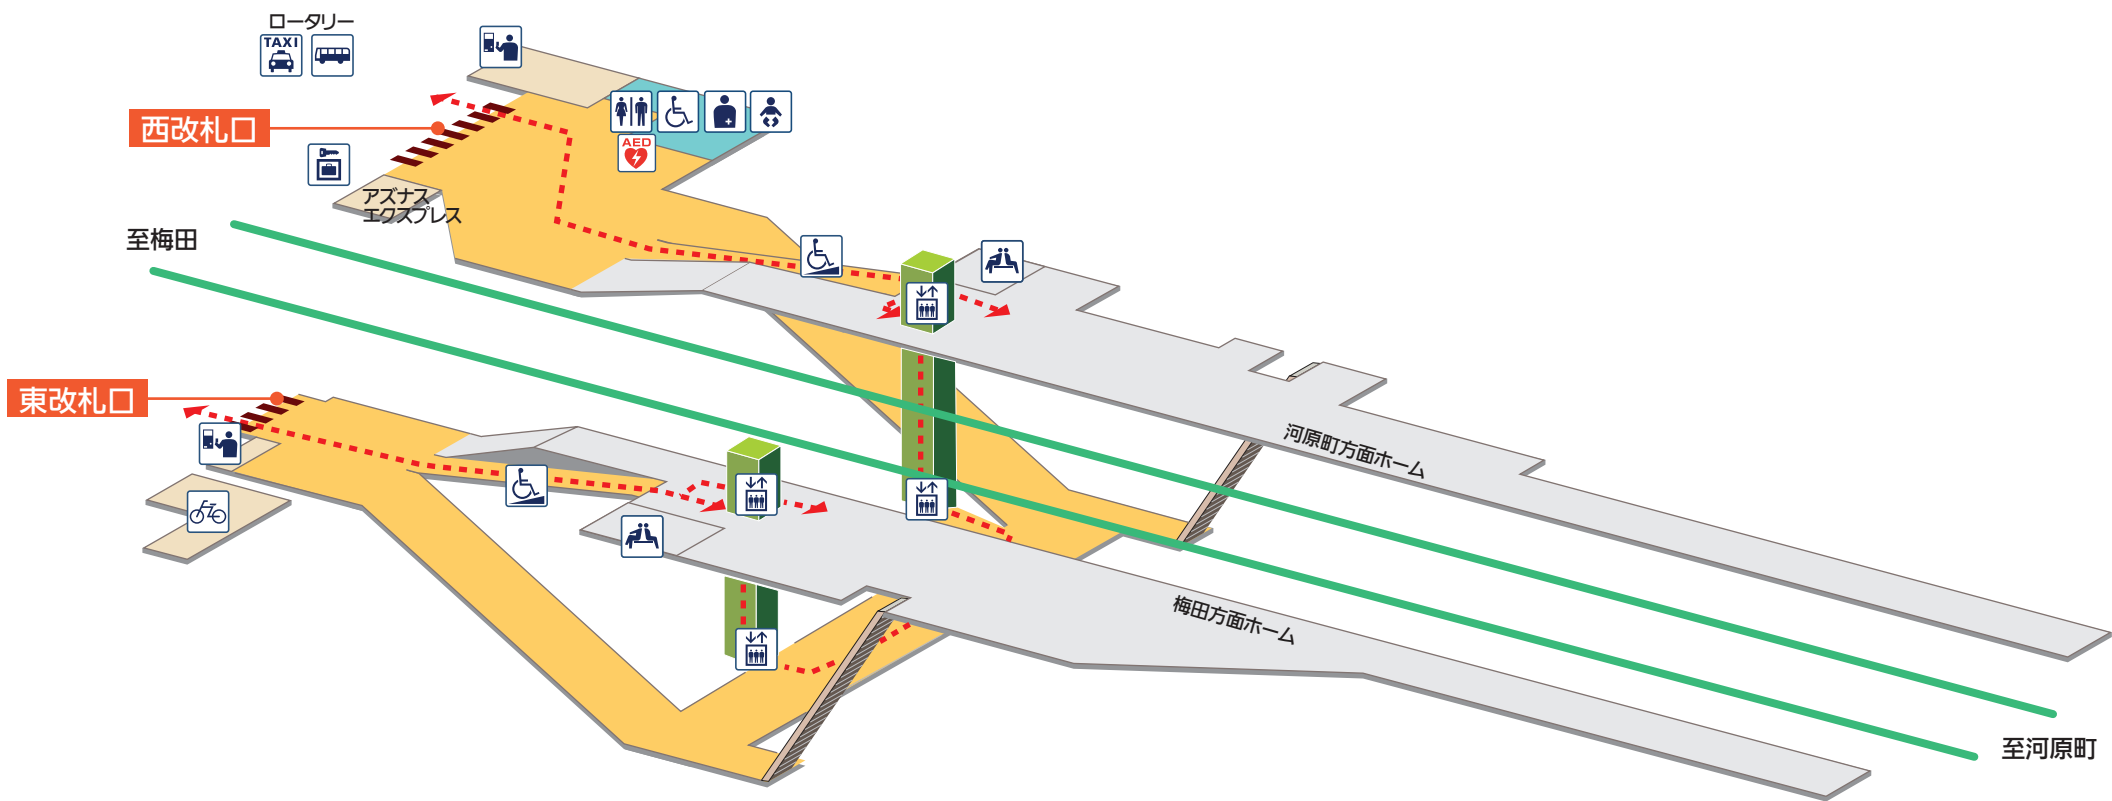 ロータリー
TAXI
西改札口
AED
アズナス
エクスプレス
至梅田
東改札口
河原町方面ホーム
梅田方面ホーム
至河原町